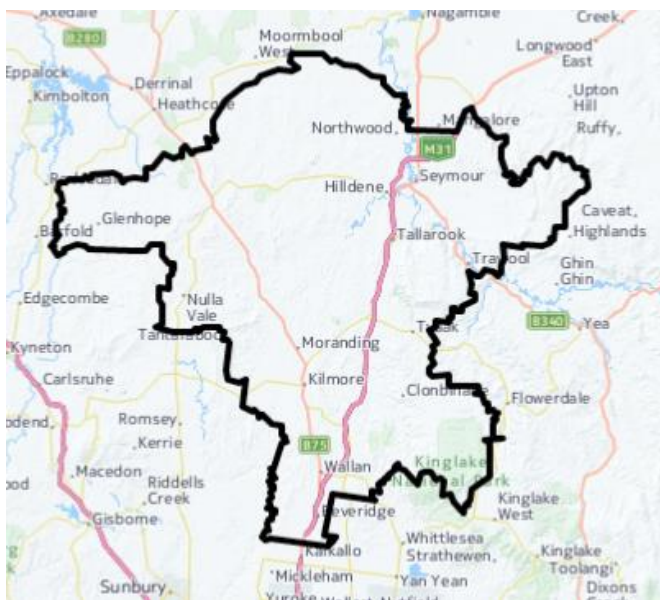 Axedale
Nagambie
Creek,
B280
Moormbool
West
Longwood
East
Eppalock
Derrinal
Kimbolton
Heathcote
Upton
Hill
Northwood
Mangalore
Ruffy
M31
Hilldene
Seymour
Glenhope
Caveat
Barfold
Highlands
Tallarook
Trawool
Ghin
Ghin
Edgecombe
Nulla
Vale
B340
Yea
Kyneton
Moranding
Carlsruhe
Kilmore
Clonbinane
Flowerdale
Romsey
Kerrie
B75
Macedon
Wallan
Kinglake
National Park
Riddells
Creek
Kinglake
West
Gisborne
Beveridge
Whittlesea
Strathewen
Kinglake
Toolangi
Kalkallo
Mickleham
Yan Yean
Sunbury
Dixons